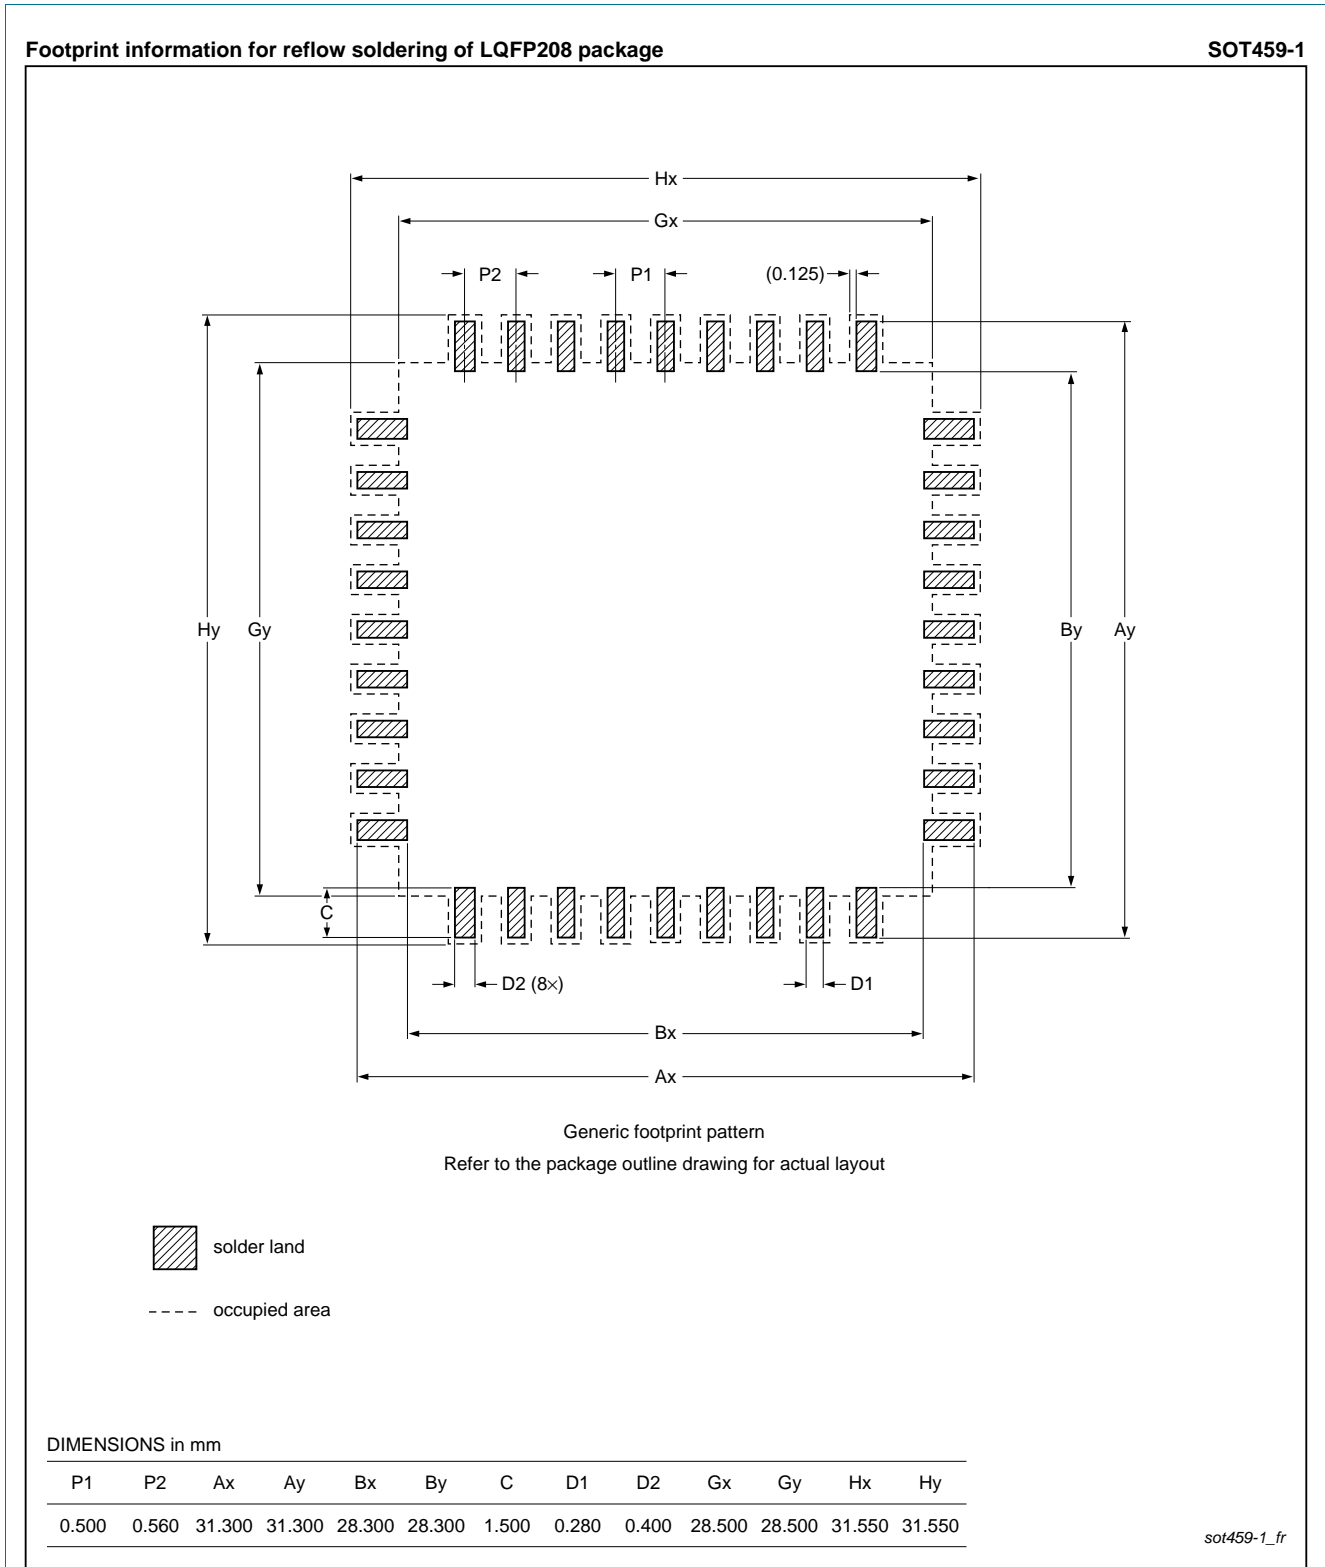 Footprint information for reflow soldering of LQFP208 package SOT459-1
Hx
Gx
P2 P1 (0.125)
Hy Gy By Ay
C
D2 (8×) D1
Bx
Ax
Generic footprint pattern
Refer to the package outline drawing for actual layout
solder land
occupied area
DIMENSIONS in mm
P1 P2 Ax Ay Bx By C D1 D2 Gx Gy Hx Hy
0.500 0.560 31.300 31.300 28.300 28.300 1.500 0.280 0.400 28.500 28.500 31.550 31.550
sot459-1_fr